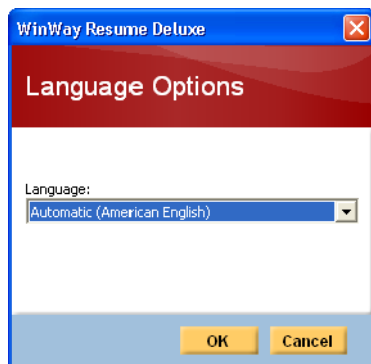 WinWay Resume Deluxe
Language Options
Language:
Automatic (American English)
OK Cancel